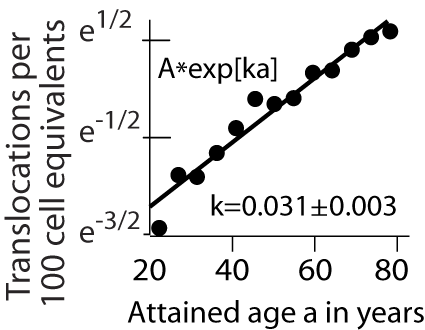 Translocations per
100 cell equivalents
e^1/2
e^-1/2
e^-3/2
A*exp[ka]
k=0.031±0.003
20 40 60 80
Attained age a in years